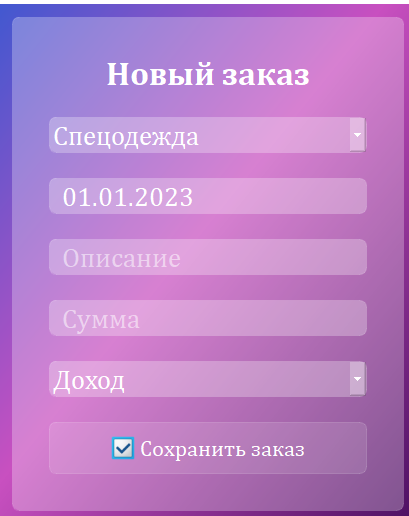 Новый заказ
Спецодежда
01.01.2023
Описание
Сумма
Доход
Сохранить заказ